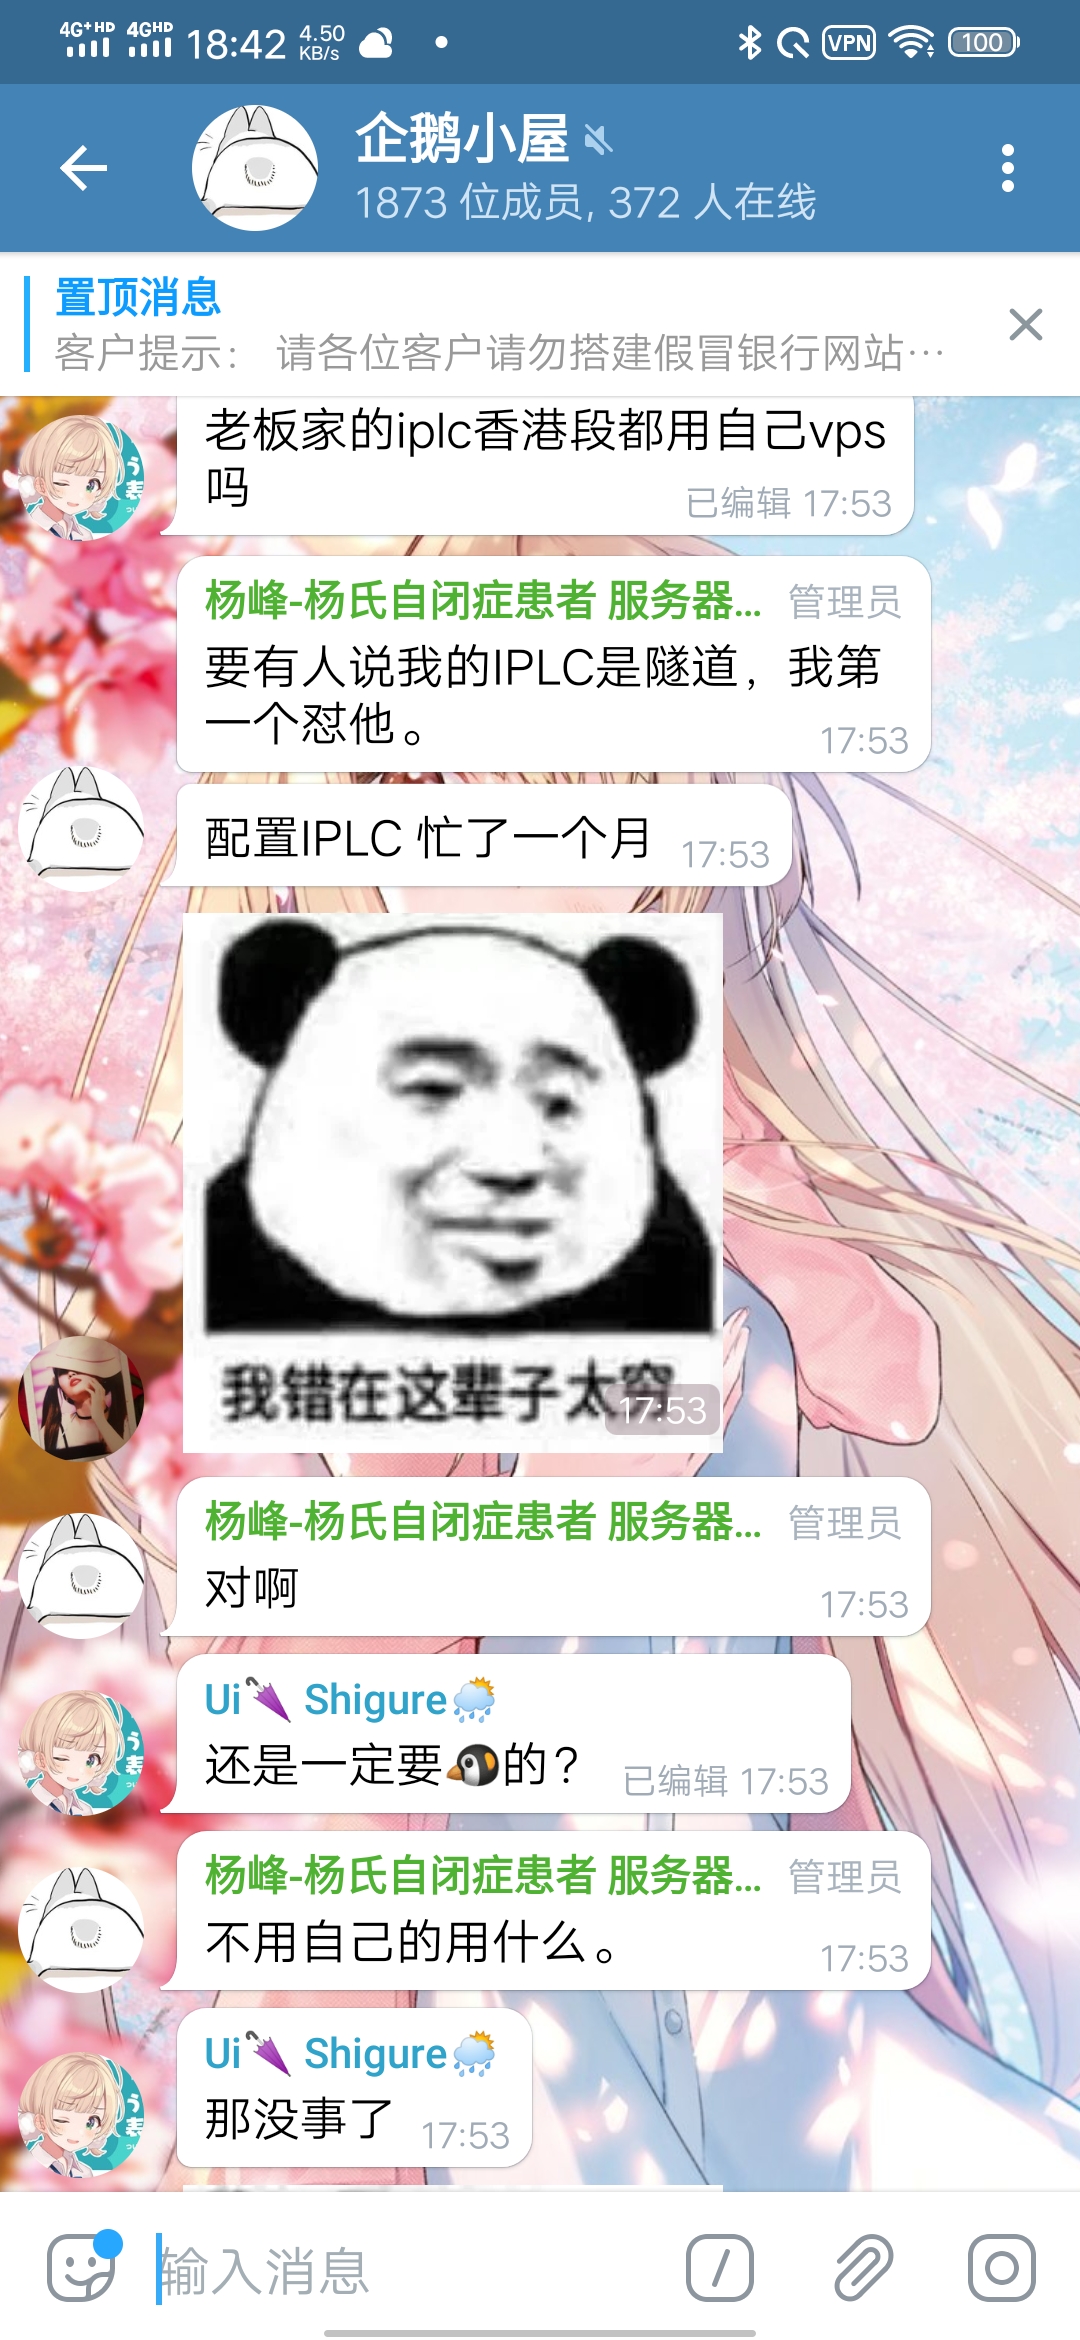 4G+HD 4GHD 18:42 4.50 KB/s VPN 100
企鹅小屋
1873 位成员, 372 人在线
置顶消息
客户提示： 请各位客户请勿搭建假冒银行网站…
老板家的iplc香港段都用自己vps
吗
已编辑 17:53
杨峰-杨氏自闭症患者 服务器... 管理员
要有人说我的IPLC是隧道，我第
一个怼他。
17:53
配置IPLC 忙了一个月 17:53
我错在这辈子太穷
17:53
杨峰-杨氏自闭症患者 服务器... 管理员
对啊
17:53
Ui🌂 Shigure🌦
还是一定要🐧的？ 已编辑 17:53
杨峰-杨氏自闭症患者 服务器... 管理员
不用自己的用什么。
17:53
Ui🌂 Shigure🌦
那没事了 17:53
输入消息